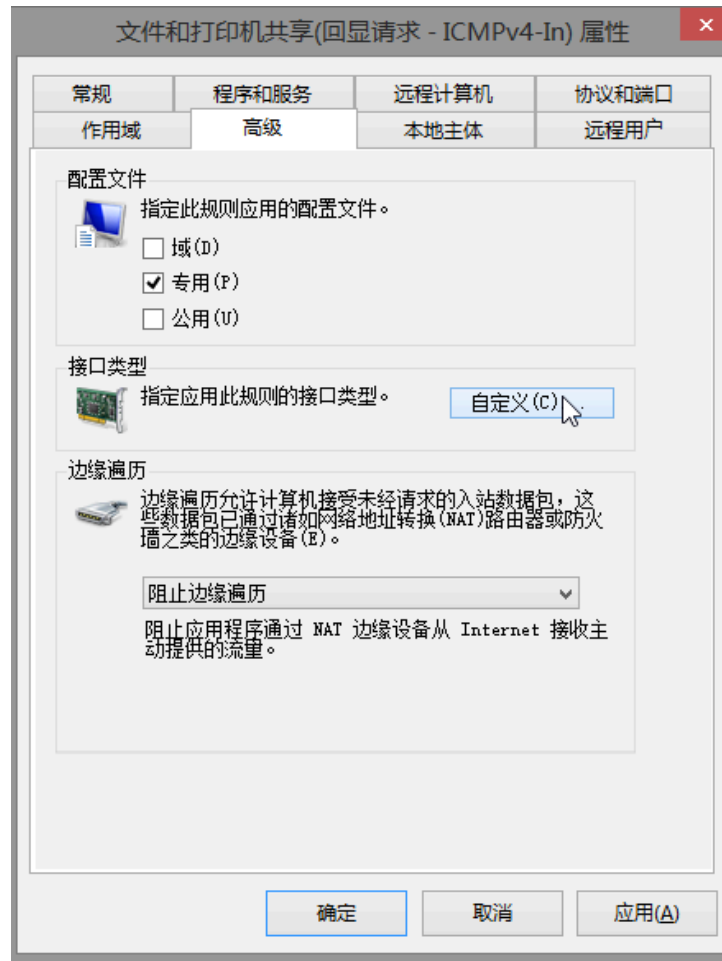 文件和打印机共享(回显请求 - ICMPv4-In) 属性
常规 程序和服务 远程计算机 协议和端口
作用域 高级 本地主体 远程用户
配置文件
指定此规则应用的配置文件。
域(D)
专用(P)
公用(U)
接口类型
指定应用此规则的接口类型。
自定义(C)...
边缘遍历
边缘遍历允许计算机接受未经请求的入站数据包，这
些数据包已通过诸如网络地址转换(NAT)路由器或防火
墙之类的边缘设备(E)。
阻止边缘遍历
阻止应用程序通过 NAT 边缘设备从 Internet 接收主
动提供的流量。
确定 取消 应用(A)